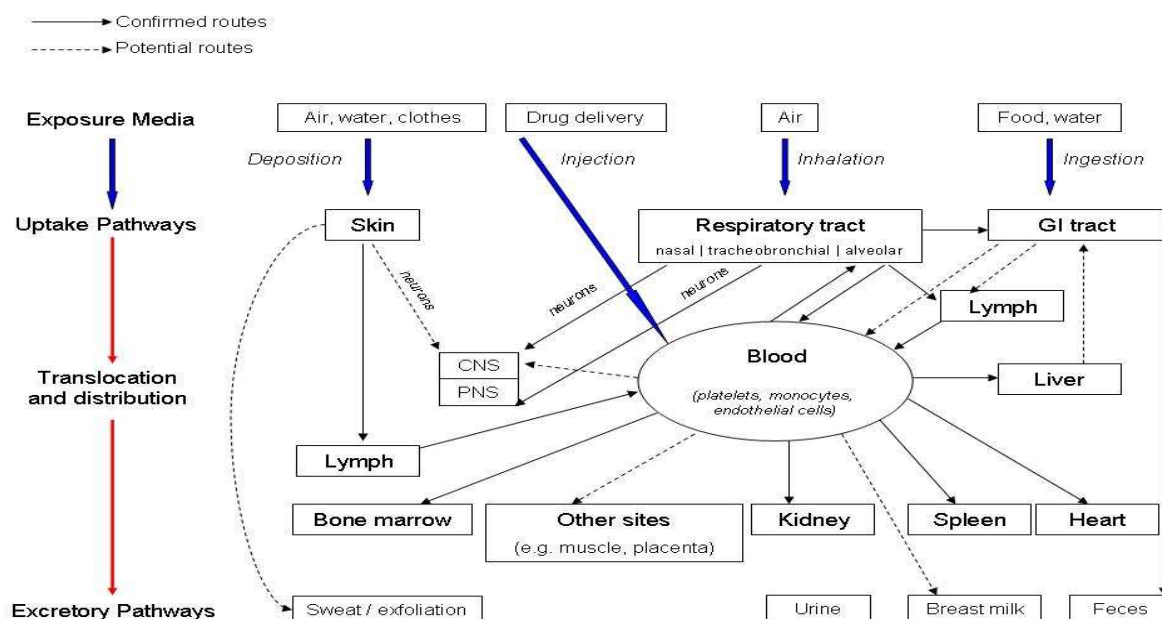 Confirmed routes
Potential routes
Exposure Media
Air, water, clothes
Drug delivery
Air
Food, water
Deposition
Injection
Inhalation
Ingestion
Uptake Pathways
Skin
Respiratory tract
nasal | tracheobronchial | alveolar
GI tract
neurons
neurons
neurons
Lymph
Blood
(platelets, monocytes,
endothelial cells)
CNS
PNS
Liver
Translocation
and distribution
Lymph
Bone marrow
Other sites
(e.g. muscle, placenta)
Kidney
Spleen
Heart
Excretory Pathways
Sweat / exfoliation
Urine
Breast milk
Feces